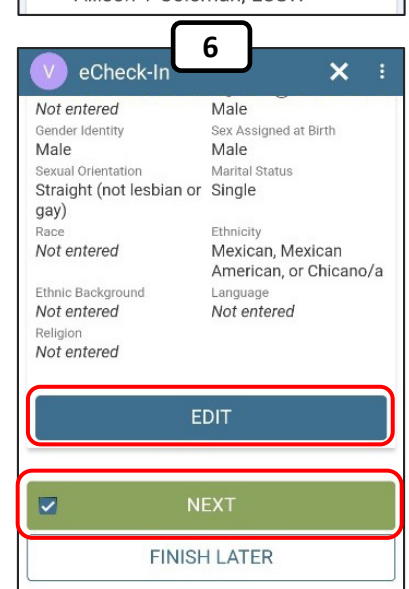 6
V eCheck-In
Not entered
Male
Gender Identity Sex Assigned at Birth
Male Male
Sexual Orientation Marital Status
Straight (not lesbian or Single
gay)
Race Ethnicity
Not entered Mexican, Mexican
American, or Chicano/a
Ethnic Background Language
Not entered Not entered
Religion
Not entered
EDIT
NEXT
FINISH LATER